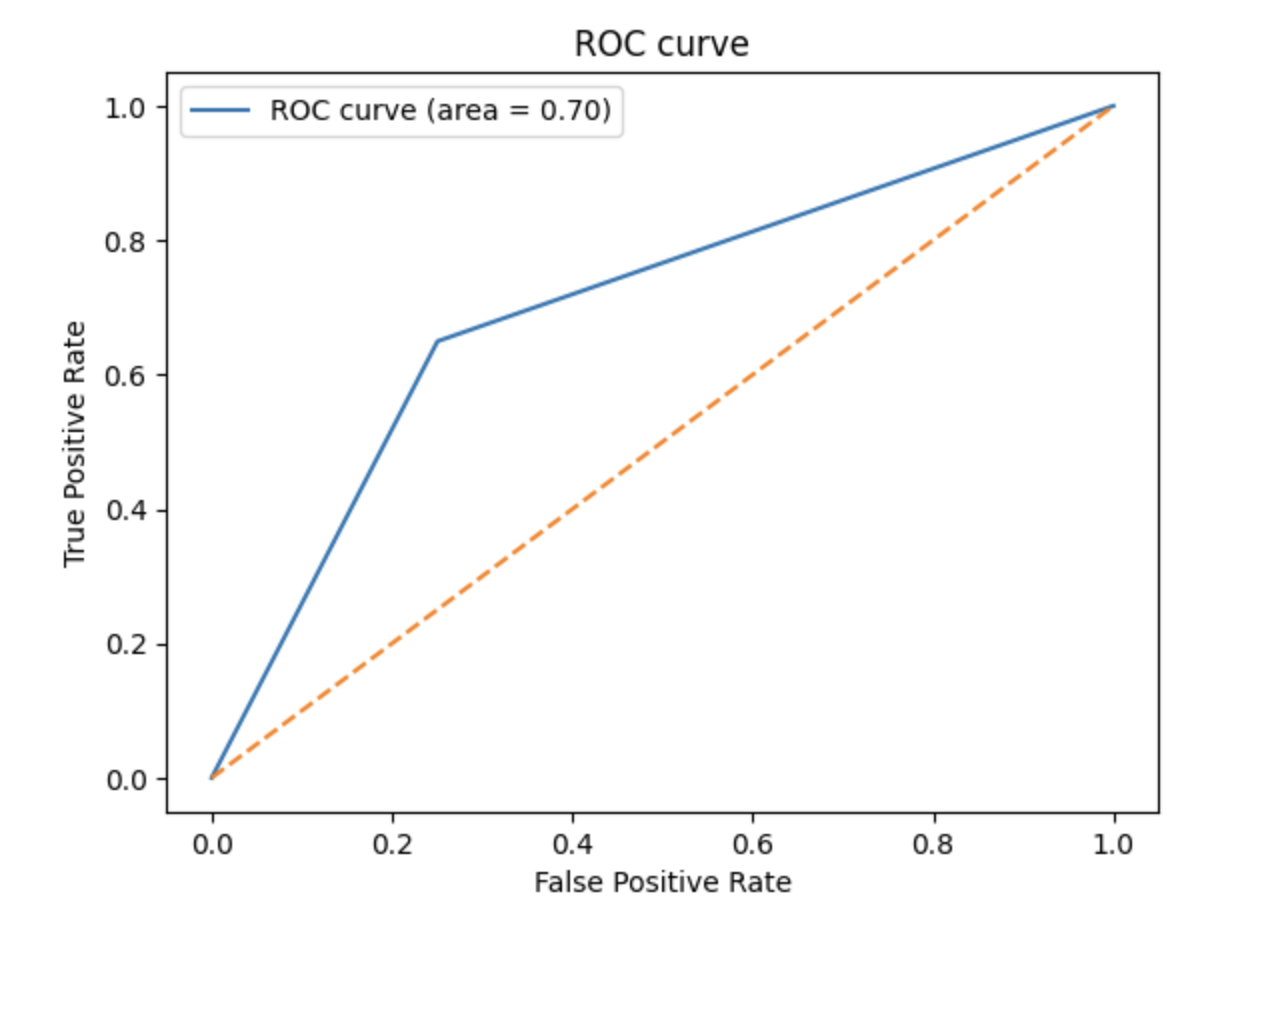 ROC curve
ROC curve (area = 0.70)
1.0
0.8
0.6
0.4
0.2
0.0
True Positive Rate
0.0 0.2 0.4 0.6 0.8 1.0
False Positive Rate